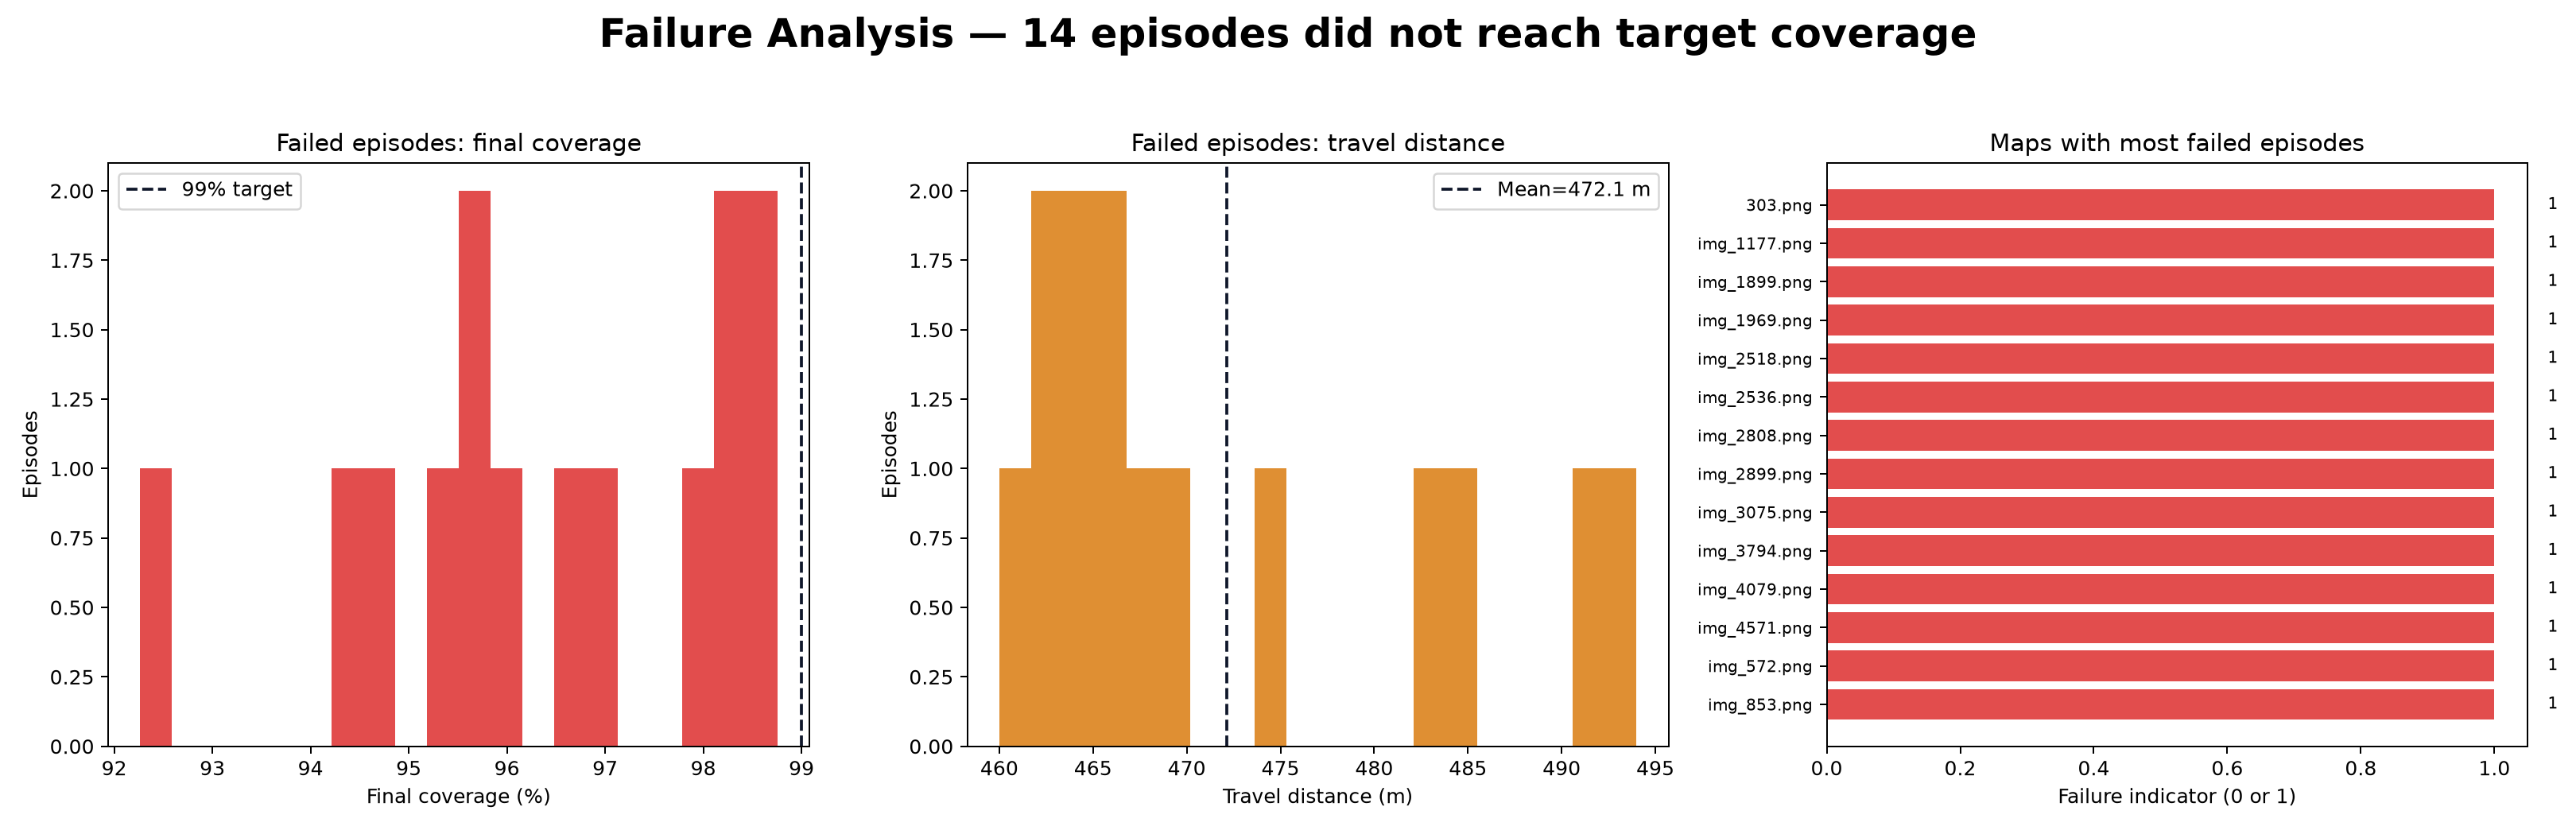 Failure Analysis — 14 episodes did not reach target coverage
Failed episodes: final coverage
99% target
2.00
1.75
1.50
1.25
1.00
0.75
0.50
0.25
0.00
Episodes
92 93 94 95 96 97 98 99
Final coverage (%)
Failed episodes: travel distance
Mean=472.1 m
2.00
1.75
1.50
1.25
1.00
0.75
0.50
0.25
0.00
Episodes
460 465 470 475 480 485 490 495
Travel distance (m)
Maps with most failed episodes
303.png 1
img_1177.png 1
img_1899.png 1
img_1969.png 1
img_2518.png 1
img_2536.png 1
img_2808.png 1
img_2899.png 1
img_3075.png 1
img_3794.png 1
img_4079.png 1
img_4571.png 1
img_572.png 1
img_853.png 1
0.0 0.2 0.4 0.6 0.8 1.0
Failure indicator (0 or 1)